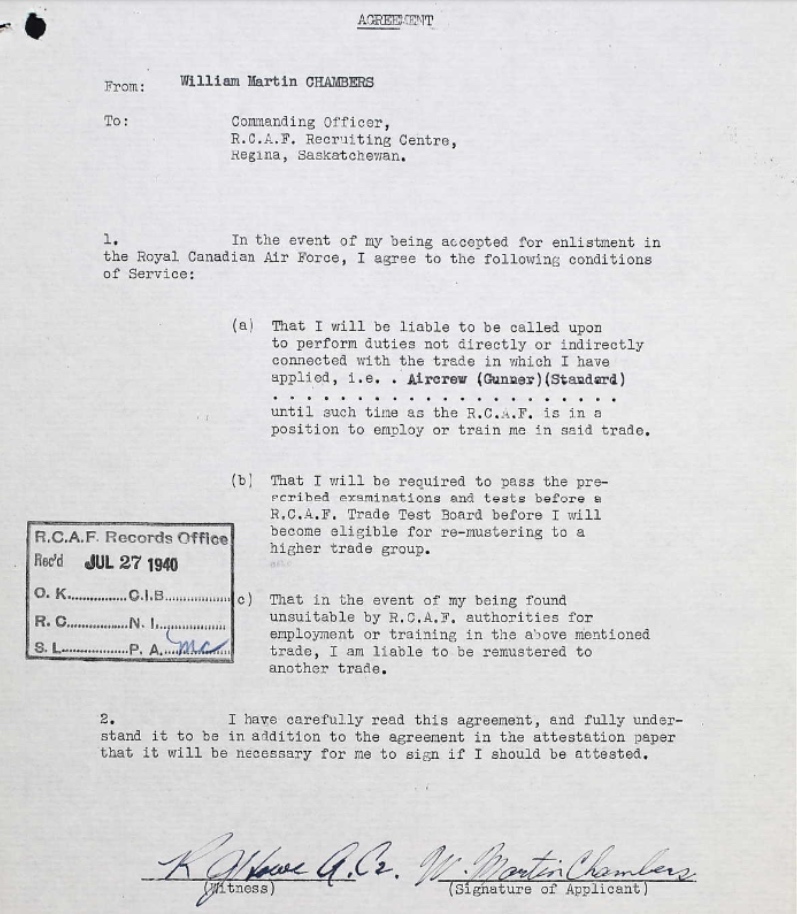 AGREEMENT
From: William Martin CHAMBERS
To: Commanding Officer,
R.C.A.F. Recruiting Centre,
Regina, Saskatchewan.
1. In the event of my being accepted for enlistment in
the Royal Canadian Air Force, I agree to the following conditions
of Service:
(a) That I will be liable to be called upon
to perform duties not directly or indirectly
connected with the trade in which I have
applied, i.e. . Aircrew (Gunner)(Standard)
. . . . . . . . . . . . . . . . . . . . .
until such time as the R.C.A.F. is in a
position to employ or train me in said trade.
(b) That I will be required to pass the pre-
scribed examinations and tests before a
R.C.A.F. Trade Test Board before I will
become eligible for re-mustering to a
higher trade group.
R.C.A.F. Records Office
Rec'd JUL 27 1940
O. K...............C.I.B................
R. C...............N. I................
S. L...............P. A.....mc...
c) That in the event of my being found
unsuitable by R.C.A.F. authorities for
employment or training in the above mentioned
trade, I am liable to be remustered to
another trade.
2. I have carefully read this agreement, and fully under-
stand it to be in addition to the agreement in the attestation paper
that it will be necessary for me to sign if I should be attested.
W. Martin Chambers
(Witness) (Signature of Applicant)